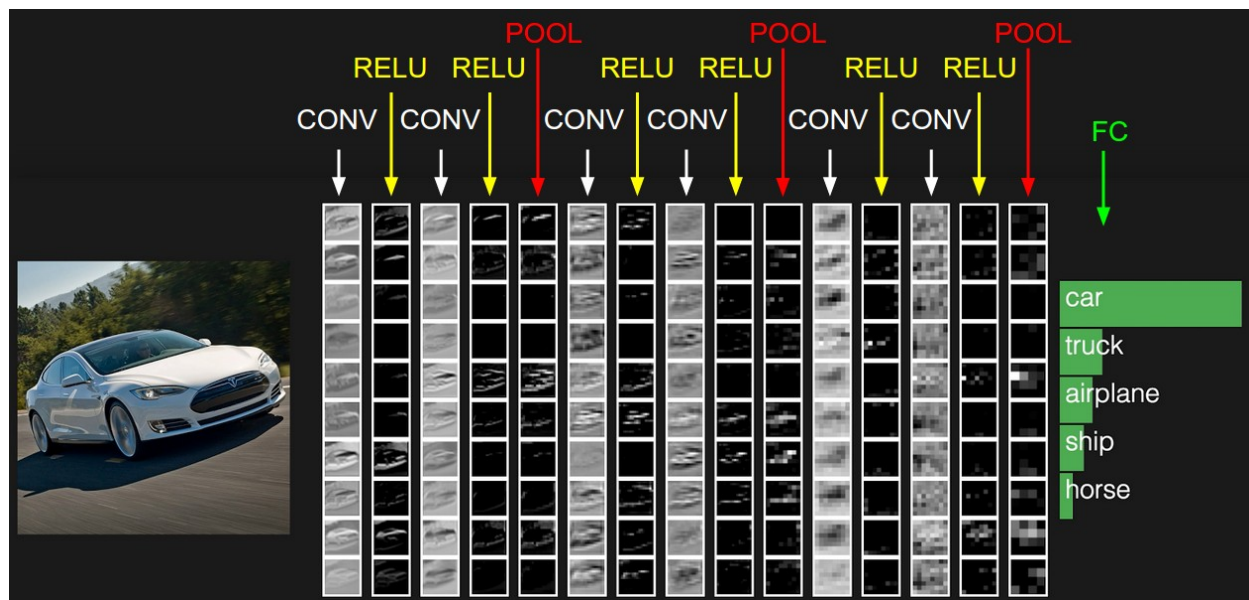 POOL POOL POOL
RELU RELU RELU RELU RELU RELU
CONV CONV CONV CONV CONV CONV
FC
car
truck
airplane
ship
horse